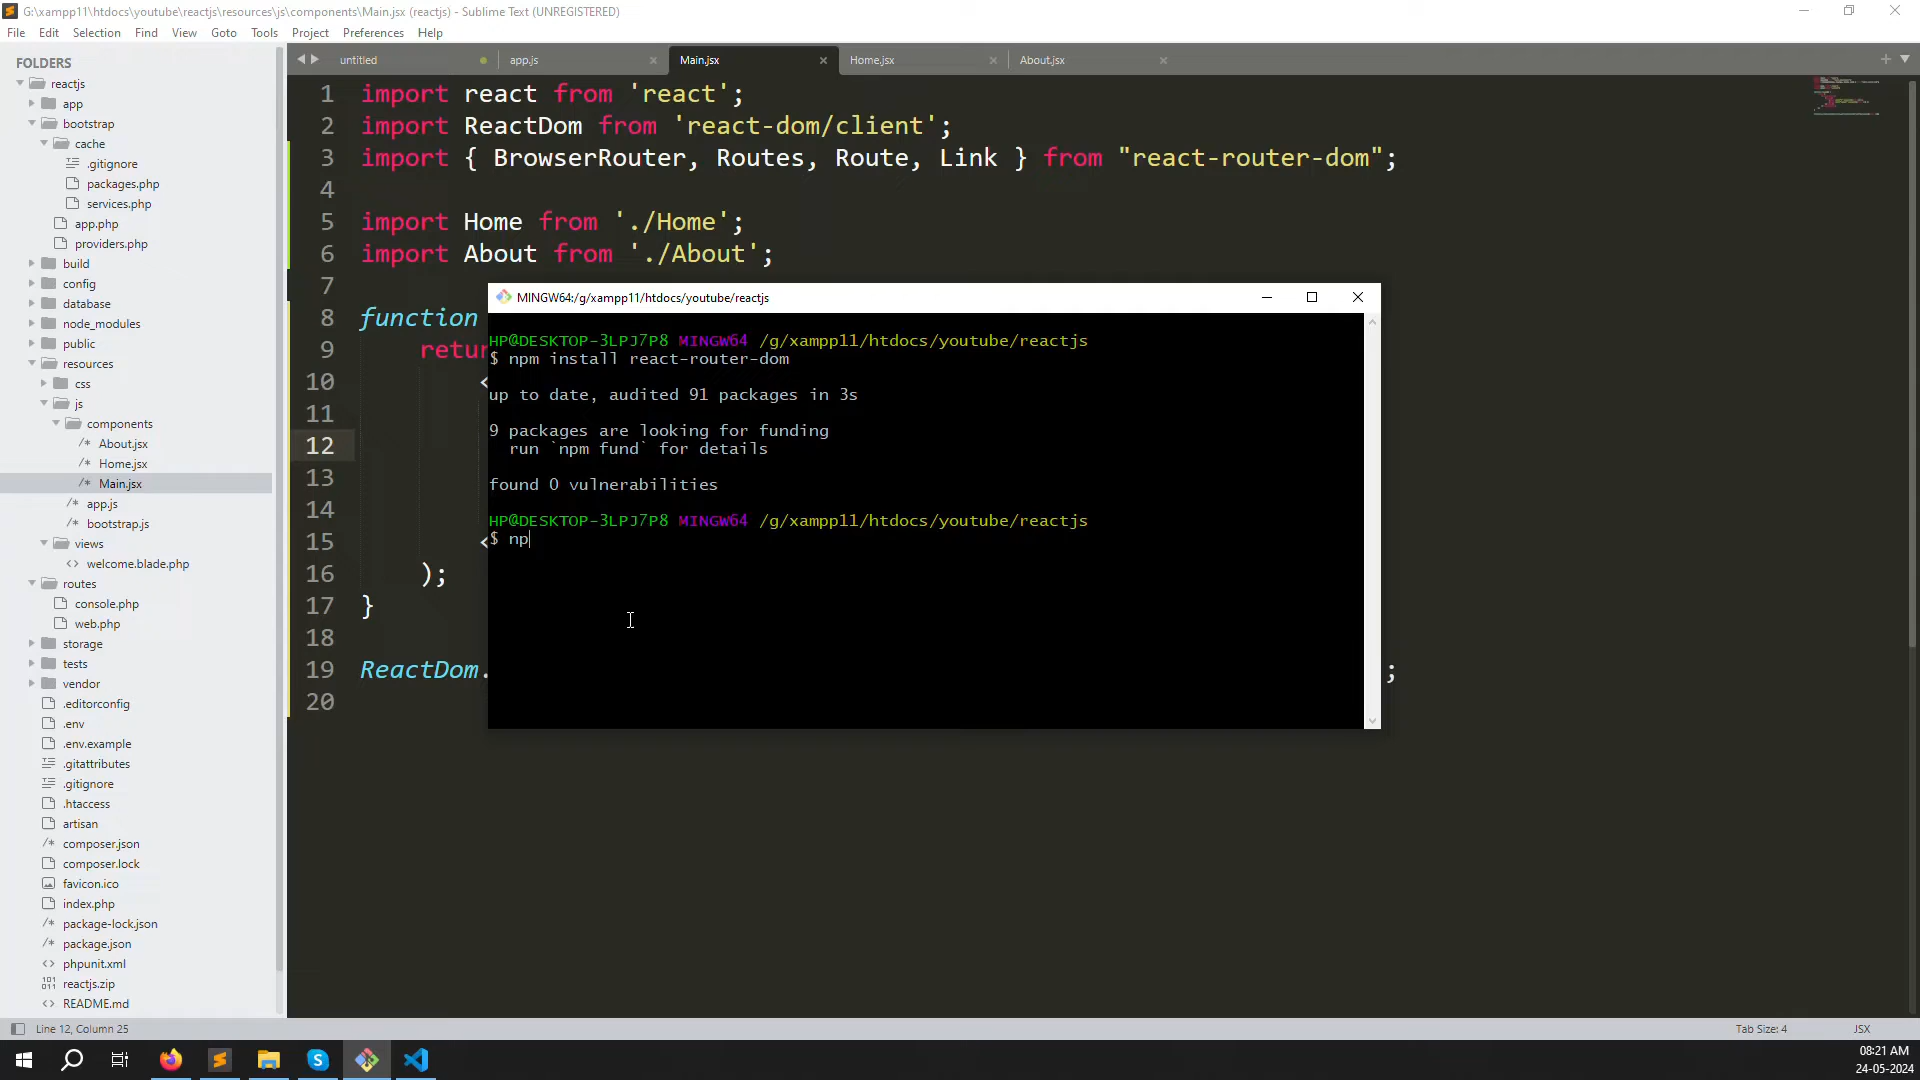 G:\xampp11\htdocs\youtube\reactjs\resources\js\components\Main.jsx (reactjs) - Sublime Text (UNREGISTERED)
File Edit Selection Find View Goto Tools Project Preferences Help
FOLDERS
reactjs
app
bootstrap
cache
.gitignore
packages.php
services.php
app.php
providers.php
build
config
database
node_modules
public
resources
css
js
components
About.jsx
Home.jsx
Main.jsx
app.js
bootstrap.js
views
welcome.blade.php
routes
console.php
web.php
storage
tests
vendor
.editorconfig
.env
.env.example
.gitattributes
.gitignore
.htaccess
artisan
composer.json
composer.lock
favicon.ico
index.php
package-lock.json
package.json
phpunit.xml
reactjs.zip
README.md
untitled app.js Main.jsx Home.jsx About.jsx
1 import react from 'react';
2 import ReactDom from 'react-dom/client';
3 import { BrowserRouter, Routes, Route, Link } from "react-router-dom";
4
5 import Home from './Home';
6 import About from './About';
7
8 function
9 retur
10 <
11
12
13
14
15 <
16 );
17 }
18
19 ReactDom. ;
20
MINGW64:/g/xampp11/htdocs/youtube/reactjs
HP@DESKTOP-3LPJ7P8 MINGW64 /g/xampp11/htdocs/youtube/reactjs
$ npm install react-router-dom
up to date, audited 91 packages in 3s
9 packages are looking for funding
run `npm fund` for details
found 0 vulnerabilities
HP@DESKTOP-3LPJ7P8 MINGW64 /g/xampp11/htdocs/youtube/reactjs
$ np
Line 12, Column 25 Tab Size: 4 JSX
08:21 AM
24-05-2024